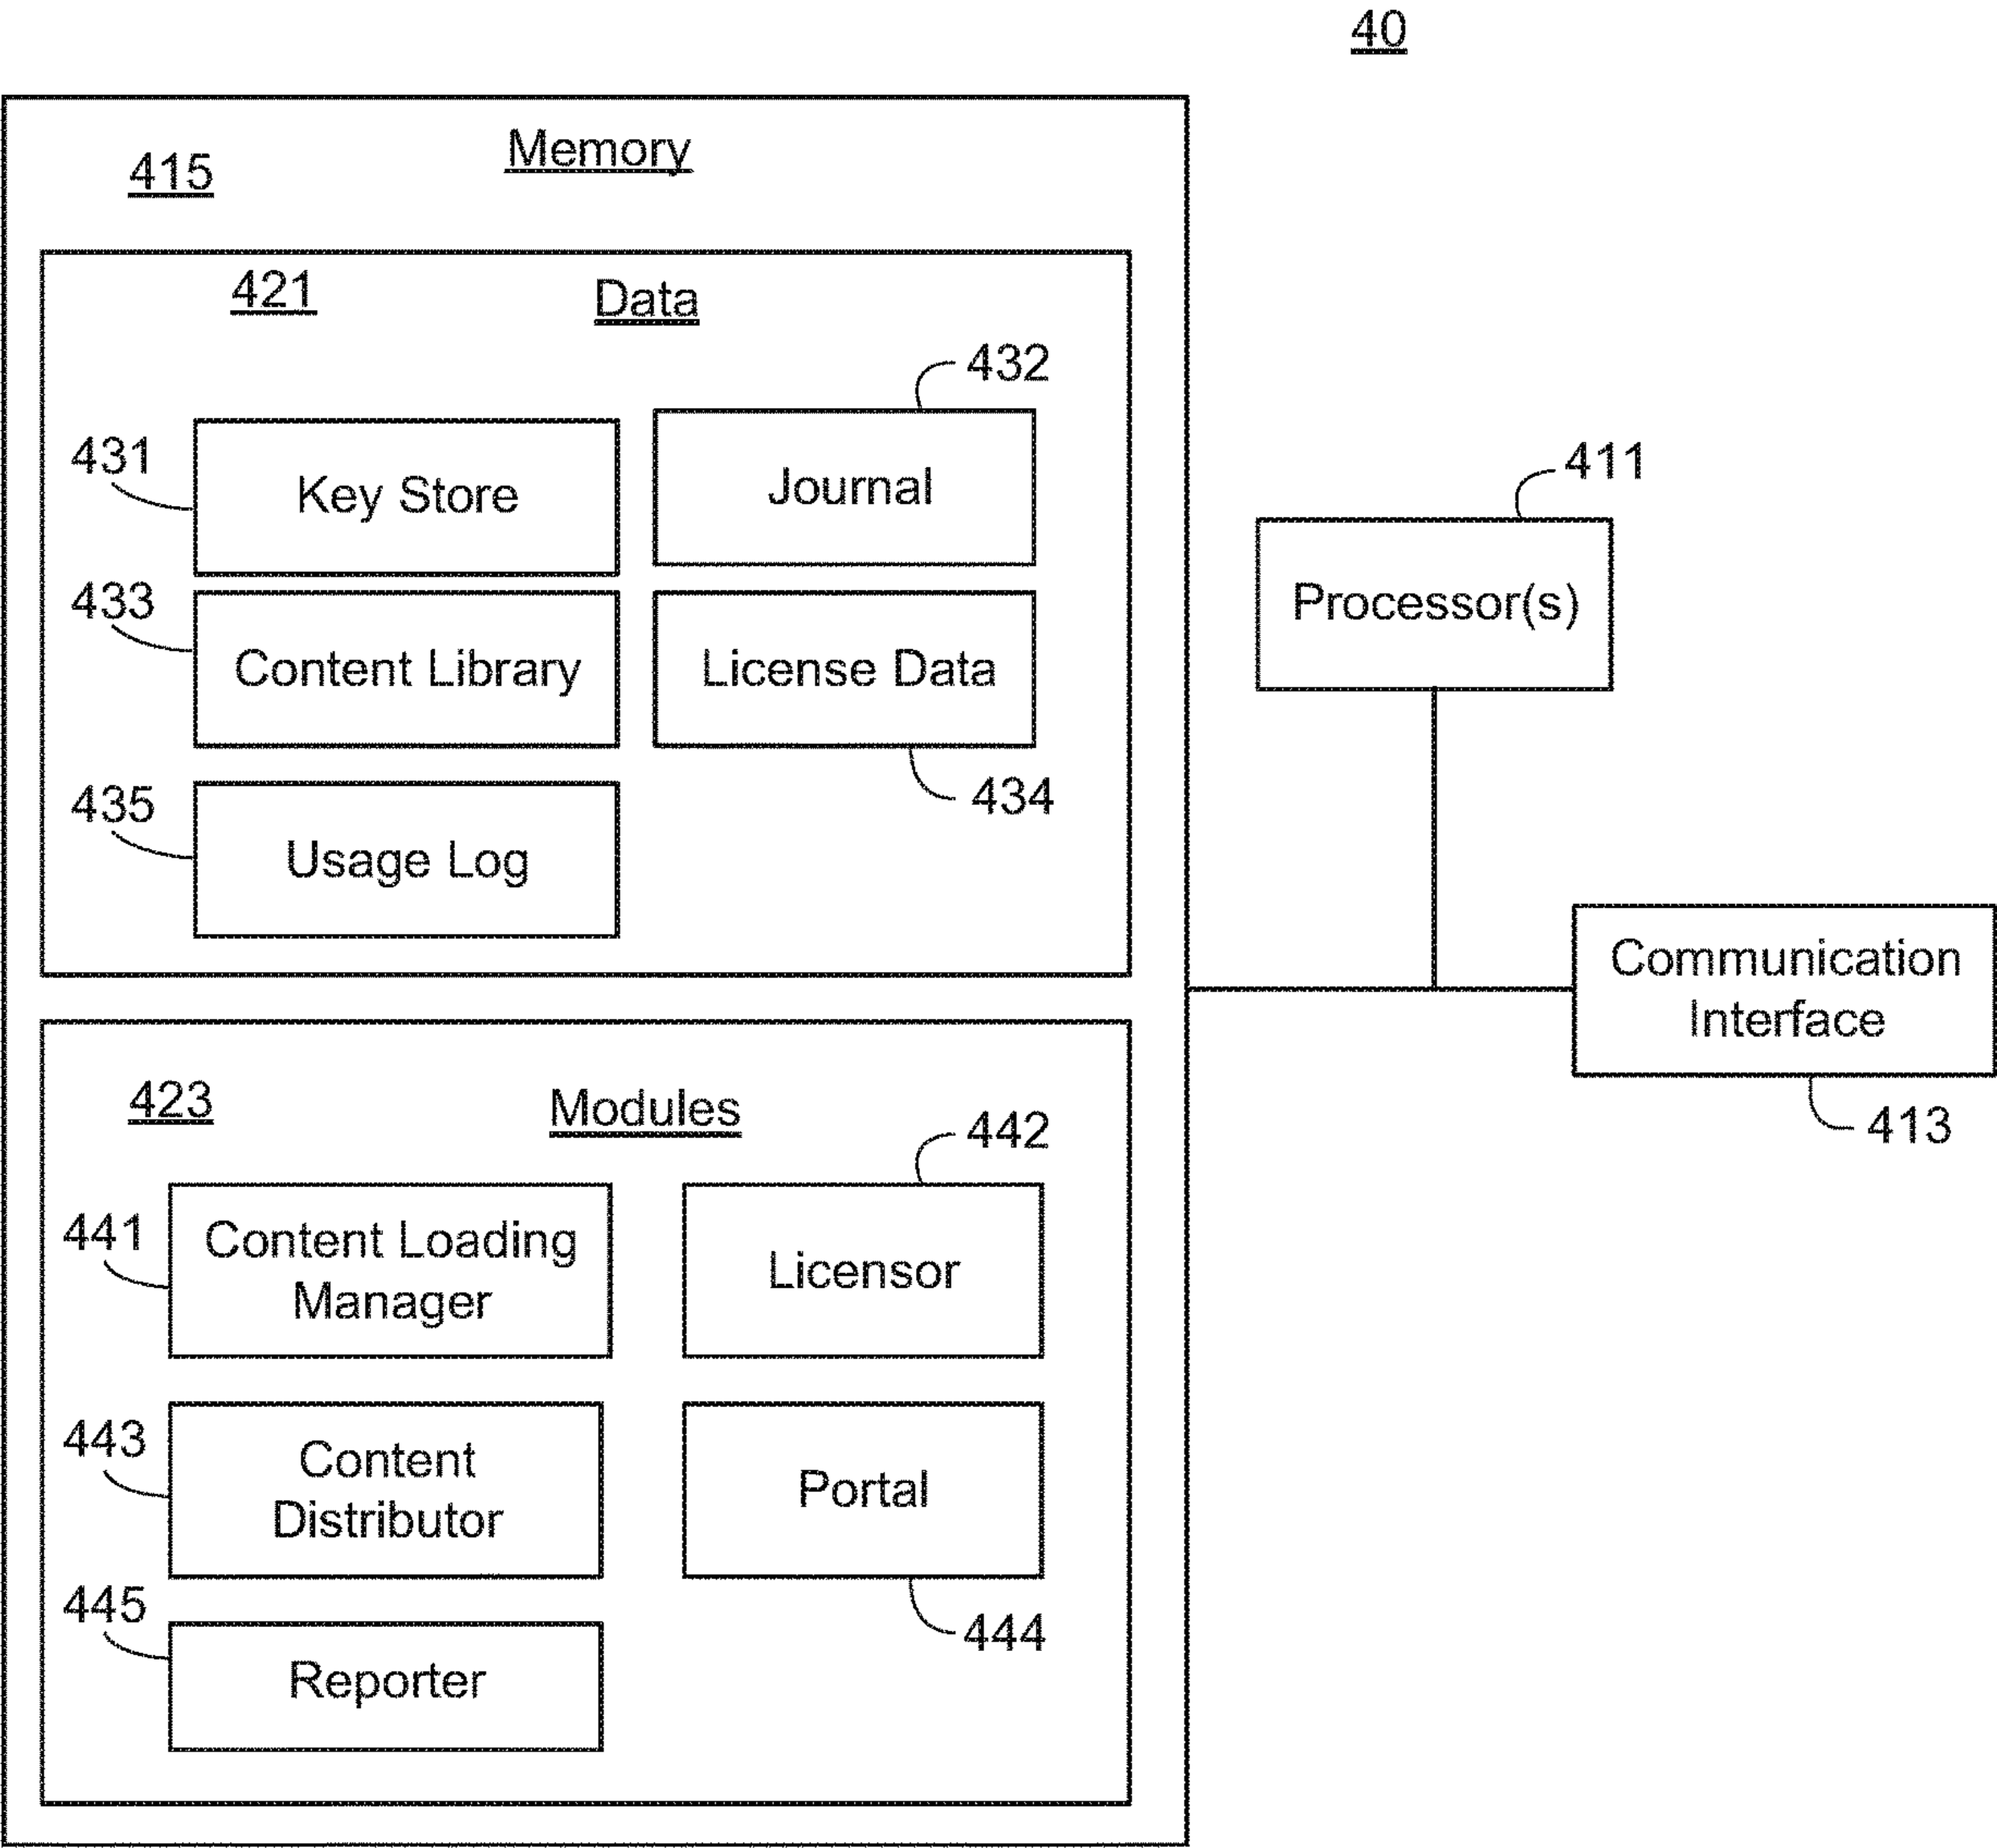 40
Memory
415
421
Data
432
431
Key Store
Journal
411
Processor(s)
433
Content Library
License Data
434
435
Usage Log
Communication
Interface
413
423
Modules
442
441
Content Loading
Manager
Licensor
443
Content
Distributor
Portal
444
445
Reporter